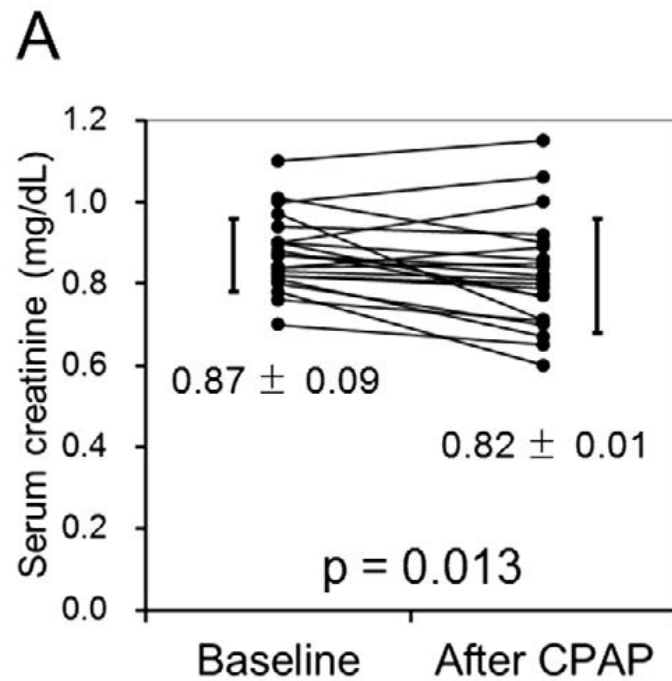 A
Serum creatinine (mg/dL)
1.2
1.0
0.8
0.6
0.4
0.2
0.0
0.87 ± 0.09
0.82 ± 0.01
p = 0.013
Baseline
After CPAP